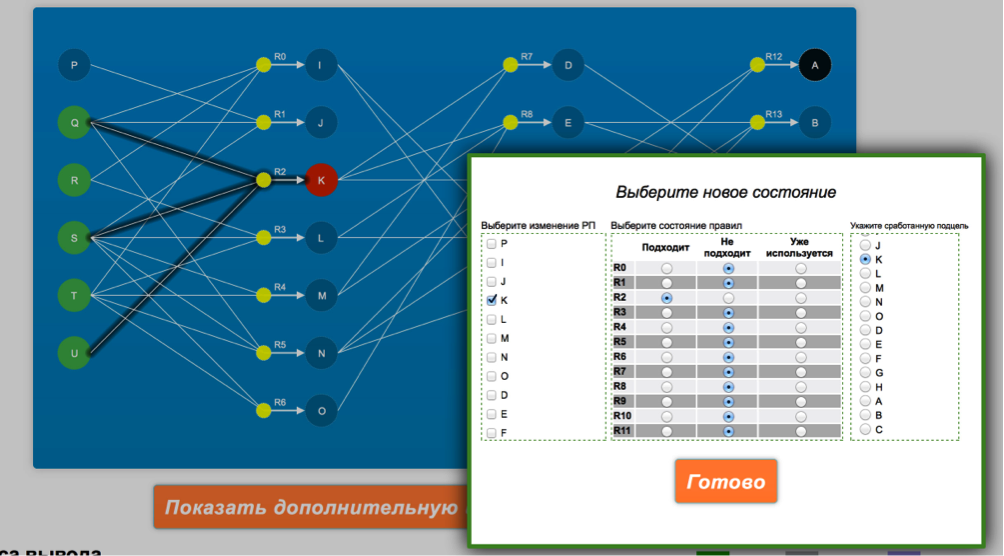 P
Q
R
S
T
U
R0
I
R1
J
R2
K
R3
L
R4
M
R5
N
R6
O
R7
D
R8
E
R12
A
R13
B
Выберите новое состояние
Выберите изменение РП
P
I
J
K
L
M
N
O
D
E
F
Выберите состояние правил
Подходит Не подходит Уже используется
R0
R1
R2
R3
R4
R5
R6
R7
R8
R9
R10
R11
Укажите сработанную подцель
J
K
L
M
N
O
D
E
F
G
H
A
B
C
Готово
Показать дополнительную
вывода